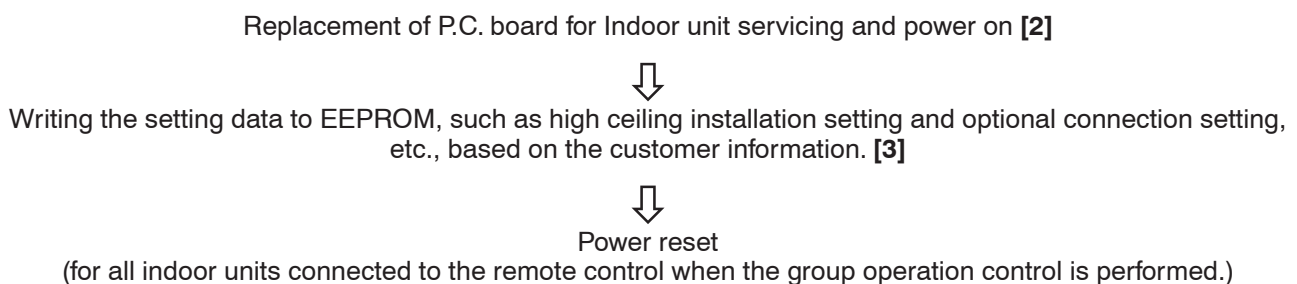 Replacement of P.C. board for Indoor unit servicing and power on [2]
Writing the setting data to EEPROM, such as high ceiling installation setting and optional connection setting,
etc., based on the customer information. [3]
Power reset
(for all indoor units connected to the remote control when the group operation control is performed.)